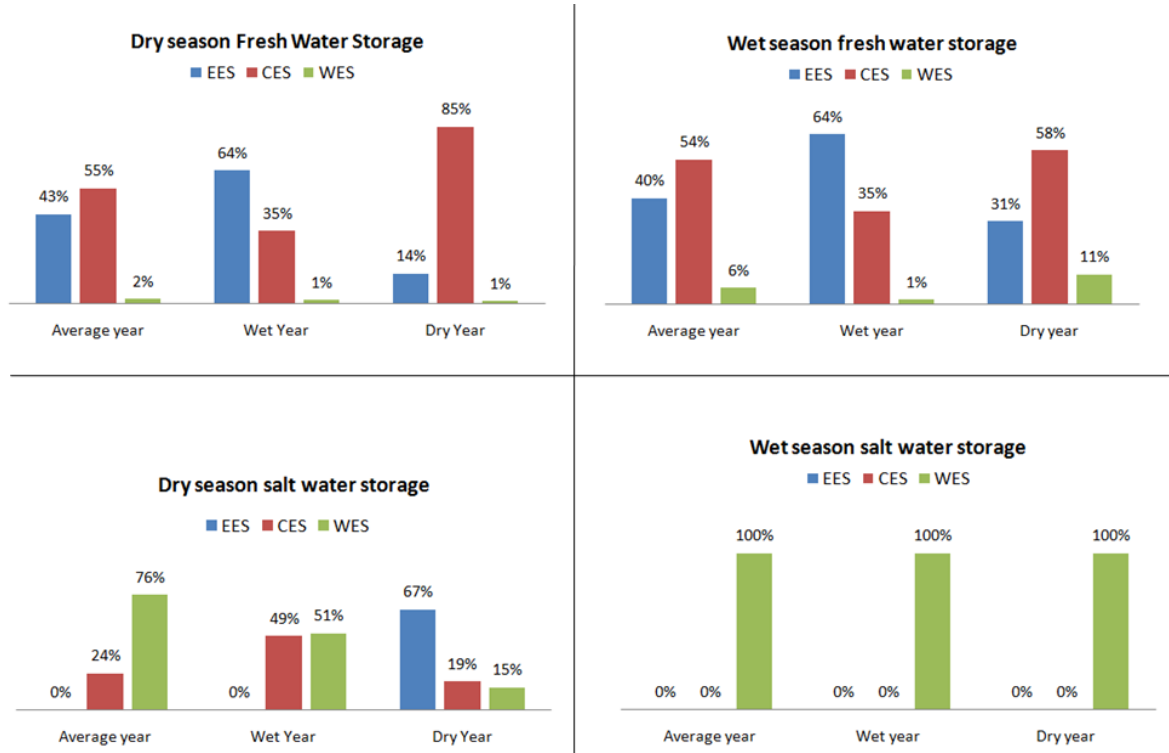 Dry season Fresh Water Storage
EES CES WES
43% 55% 2% 64% 35% 1% 14% 85% 1%
Average year Wet Year Dry Year
Wet season fresh water storage
EES CES WES
40% 54% 6% 64% 35% 1% 31% 58% 11%
Average year Wet year Dry year
Dry season salt water storage
EES CES WES
0% 24% 76% 0% 49% 51% 67% 19% 15%
Average year Wet Year Dry Year
Wet season salt water storage
EES CES WES
0% 0% 100% 0% 0% 100% 0% 0% 100%
Average year Wet Year Dry year